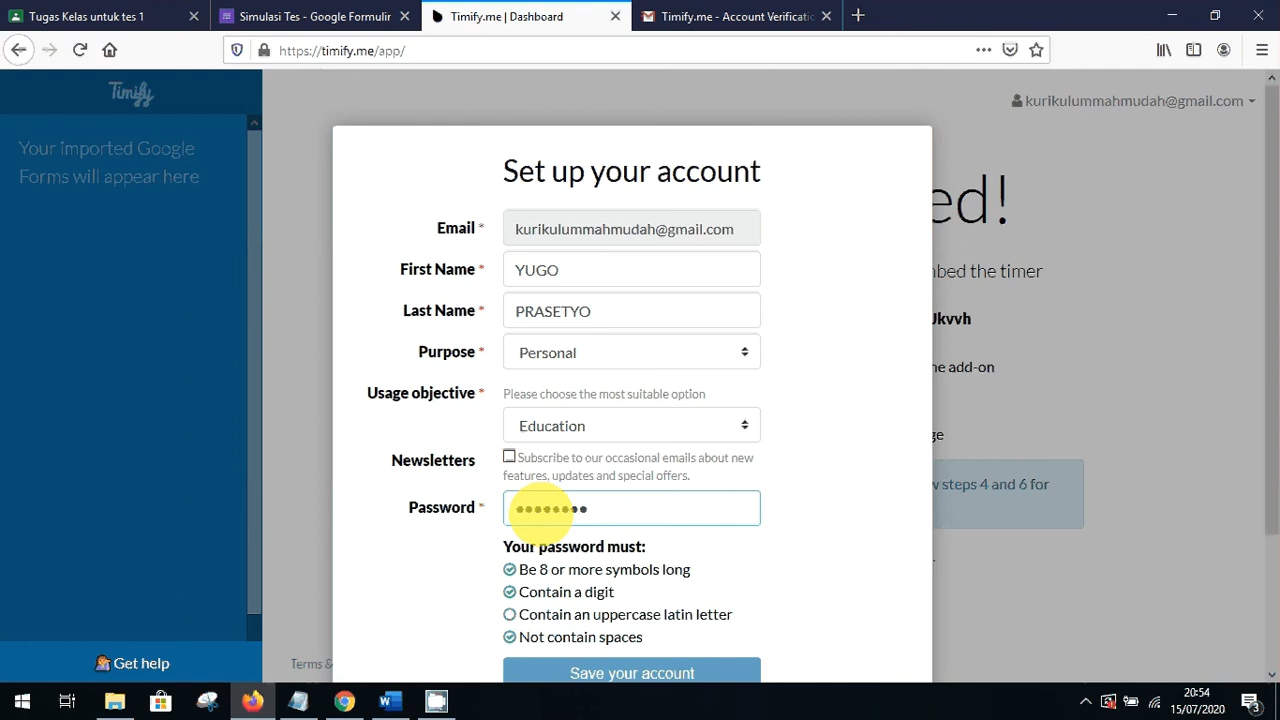 Tugas Kelas untuk tes 1
Simulasi Tes - Google Formulir
Timify.me | Dashboard
Timify.me - Account Verificati
https://timify.me/app/
Timify
kurikulummahmudah@gmail.com
Your Imported Google
Forms will appear here
Set up your account
ed!
Email *
kurikulummahmudah@gmail.com
First Name *
YUGO
bed the timer
Last Name *
PRASETYO
Jkvvh
Purpose *
Personal
ne add-on
Usage objective *
Please choose the most suitable option
Education
ge
Newsletters
Subscribe to our occasional emails about new
features, updates and special offers.
w steps 4 and 6 for
Password *
Your password must:
Be 8 or more symbols long
Contain a digit
Contain an uppercase latin letter
Not contain spaces
Get help
Terms &
Save your account
20:54
15/07/2020
3